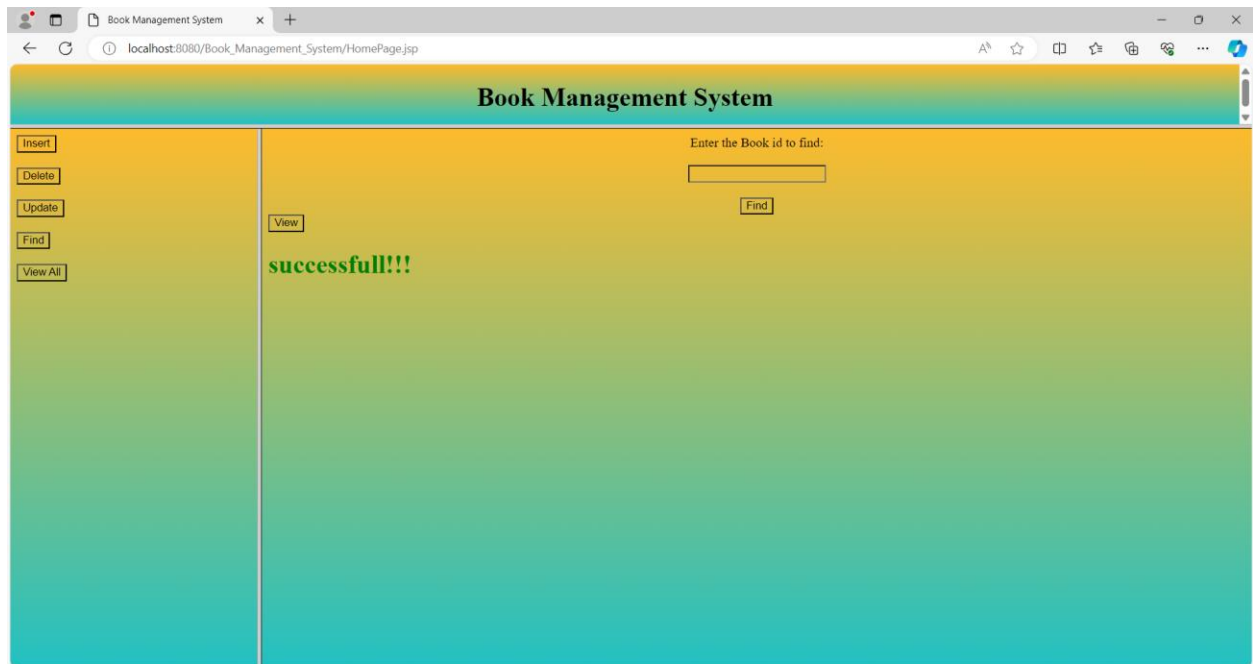 Book Management System
localhost:8080/Book_Management_System/HomePage.jsp
Book Management System
Insert
Delete
Update
Find
View All
Enter the Book id to find:
Find
View
successfull!!!